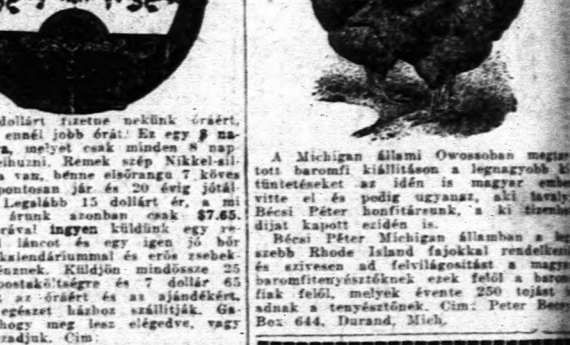 dollárt fizetne nekünk óráért,
ennél jobb órát. Ez egy 8 na-
melyet csak minden 8 nap
elhuzni. Remek szép Nikkel-sil-
a van, benne elsőrangu 7 köves
pontosan jár és 20 évig jótál-
Legalább 15 dollárt ér, a mi
árunk azonban csak $7.65.
órával ingyen küldünk egy re-
láncot és egy igen jó bőr
kalendáriummal és erős zsebek-
énznek. Küldjön mindössze 25
postaköltségre és 7 dollár 65
az óráért és az ajándékért.
egészet házhoz szállitják. Ga-
hogy meg lesz elégedve, vagy
zadjuk. Cim:
A Michigan állami Owossoban
tott baromfi kiállitáson a legnagyobb
tüntetéseket az idén is magyar
vitte el és pedig ugyanaz, aki
Bécsi Péter honfitársunk, a ki
dijat kapott ezidén is.
Bécsi Péter Michigan államban a
szebb Rhode Island fajokkal
és szivesen ad felvilágositást a
baromfitenyésztőknek ezek felől a
fiak felől, melyek évente 250 tojást
adnak a tenyésztőnek. Cim: Peter
Box 644, Durand, Mich.